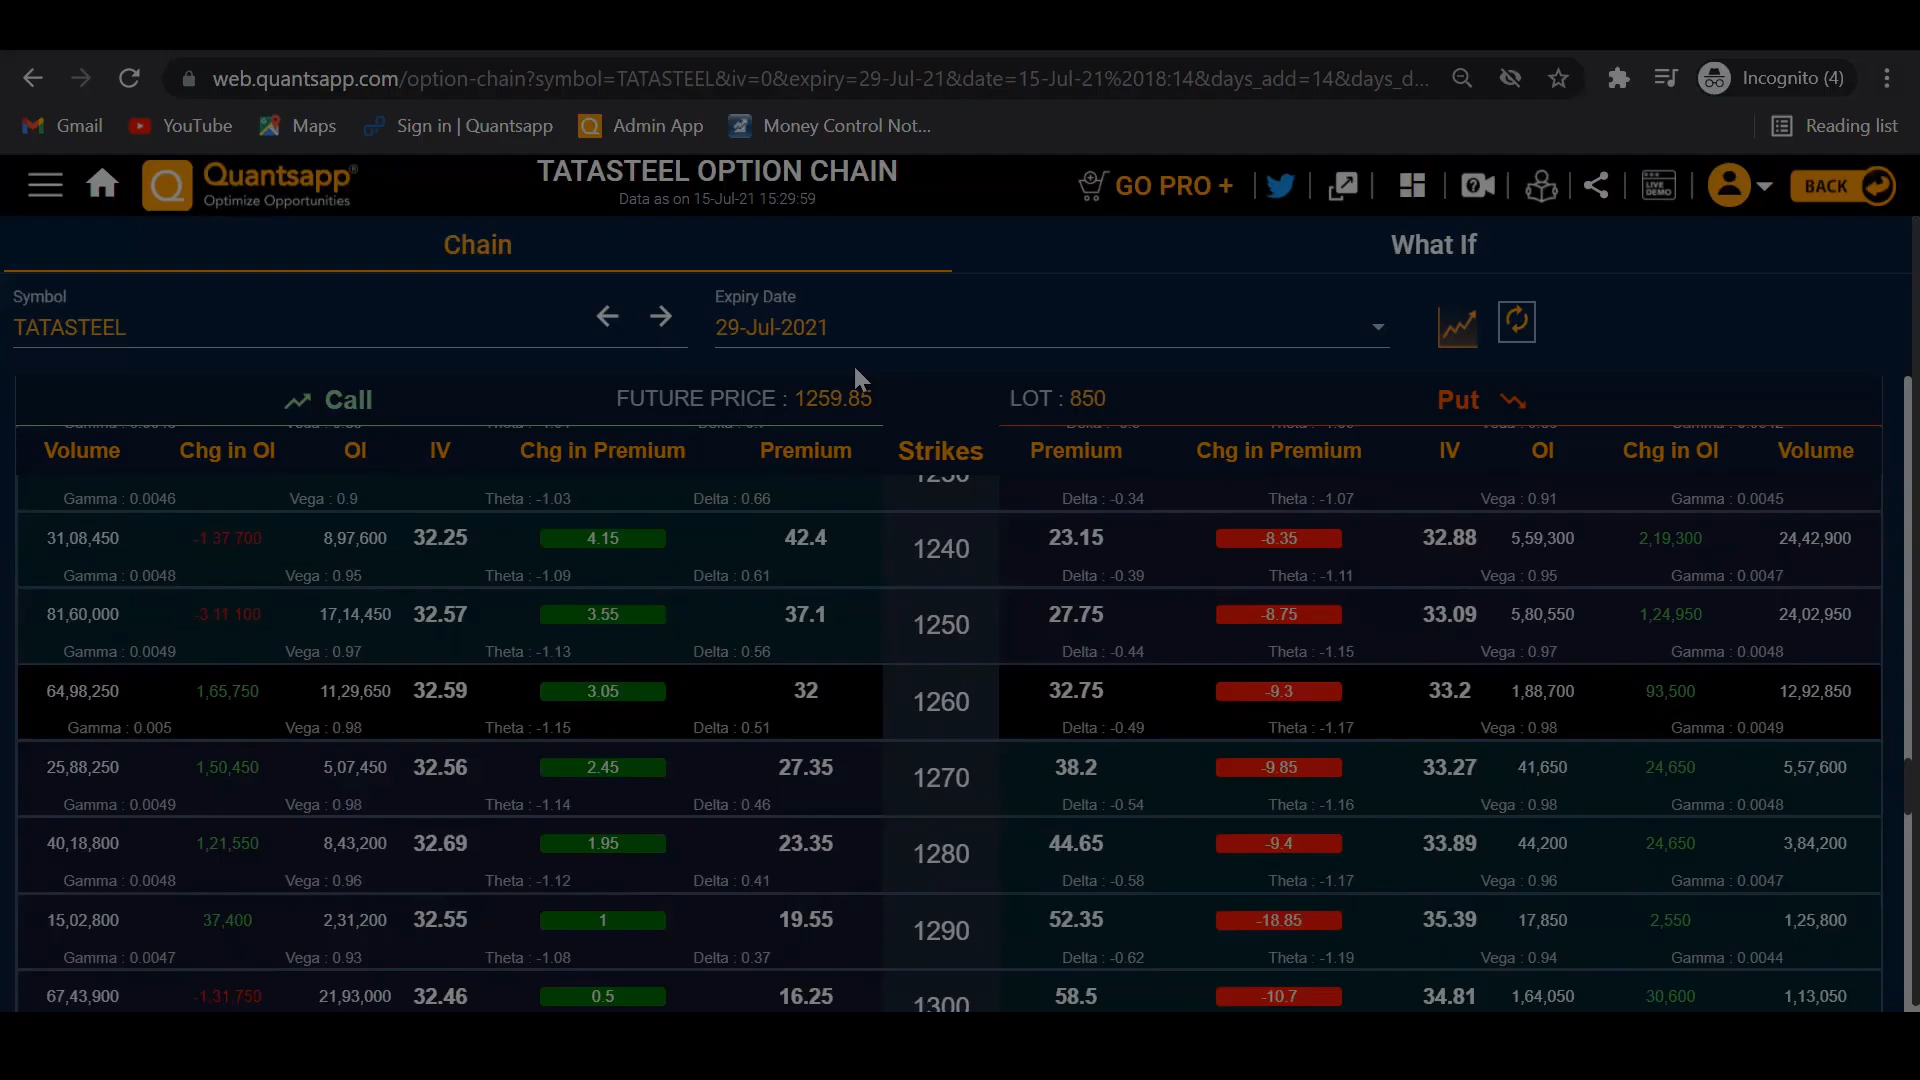 web.quantsapp.com/option-chain?symbol=TATASTEEL&iv=0&expiry=29-Jul-21&date=15-Jul-21%2018:14&days_add=14&days_d... Incognito (4)
Gmail YouTube Maps Sign in | Quantsapp Admin App Money Control Not... Reading list
Quantsapp® TATASTEEL OPTION CHAIN GO PRO + LIVE DEMO BACK
Optimize Opportunities Data as on 15-Jul-21 15:29:59
Chain What If
Symbol Expiry Date
TATASTEEL 29-Jul-2021
Call FUTURE PRICE : 1259.85 LOT : 850 Put
Volume Chg in OI OI IV Chg in Premium Premium Strikes Premium Chg in Premium IV OI Chg in OI Volume
Gamma : 0.0046 Vega : 0.9 Theta : -1.03 Delta : 0.66 Delta : -0.34 Theta : -1.07 Vega : 0.91 Gamma : 0.0045
31,08,450 -1,37,700 8,97,600 32.25 4.15 42.4 1240 23.15 -8.35 32.88 5,59,300 2,19,300 24,42,900
Gamma : 0.0048 Vega : 0.95 Theta : -1.09 Delta : 0.61 Delta : -0.39 Theta : -1.11 Vega : 0.95 Gamma : 0.0047
81,60,000 -3,11,100 17,14,450 32.57 3.55 37.1 1250 27.75 -8.75 33.09 5,80,550 1,24,950 24,02,950
Gamma : 0.0049 Vega : 0.97 Theta : -1.13 Delta : 0.56 Delta : -0.44 Theta : -1.15 Vega : 0.97 Gamma : 0.0048
64,98,250 1,65,750 11,29,650 32.59 3.05 32 1260 32.75 -9.3 33.2 1,88,700 93,500 12,92,850
Gamma : 0.005 Vega : 0.98 Theta : -1.15 Delta : 0.51 Delta : -0.49 Theta : -1.17 Vega : 0.98 Gamma : 0.0049
25,88,250 1,50,450 5,07,450 32.56 2.45 27.35 1270 38.2 -9.85 33.27 41,650 24,650 5,57,600
Gamma : 0.0049 Vega : 0.98 Theta : -1.14 Delta : 0.46 Delta : -0.54 Theta : -1.16 Vega : 0.98 Gamma : 0.0048
40,18,800 1,21,550 8,43,200 32.69 1.95 23.35 1280 44.65 -9.4 33.89 44,200 24,650 3,84,200
Gamma : 0.0048 Vega : 0.96 Theta : -1.12 Delta : 0.41 Delta : -0.58 Theta : -1.17 Vega : 0.96 Gamma : 0.0047
15,02,800 37,400 2,31,200 32.55 1 19.55 1290 52.35 -18.85 35.39 17,850 2,550 1,25,800
Gamma : 0.0047 Vega : 0.93 Theta : -1.08 Delta : 0.37 Delta : -0.62 Theta : -1.19 Vega : 0.94 Gamma : 0.0044
67,43,900 -1,31,750 21,93,000 32.46 0.5 16.25 1300 58.5 -10.7 34.81 1,64,050 30,600 1,13,050